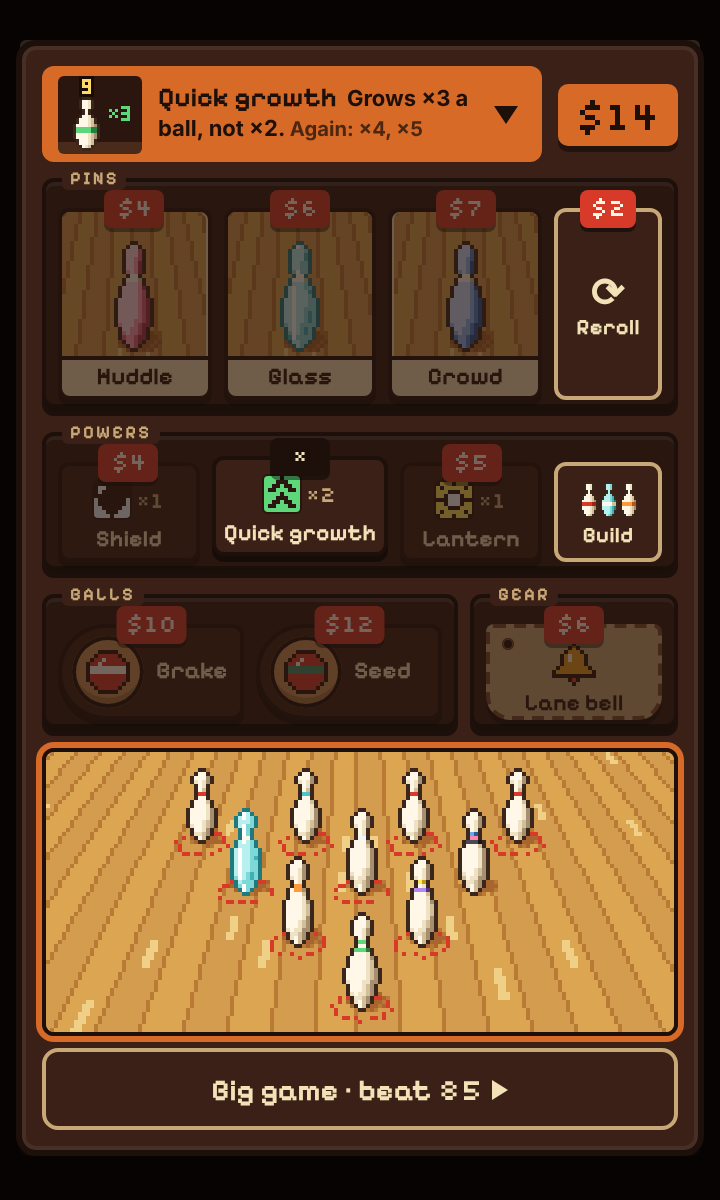 9
×3
Quick growth Grows ×3 a
ball, not ×2. Again: ×4, ×5
$14
PINS
$4
$6
$7
$2
Huddle
Glass
Crowd
Reroll
POWERS
$4
×
$5
×1
×2
×1
Shield
Quick growth
Lantern
Build
BALLS
GEAR
$10
$12
$6
Brake
Seed
Lane bell
Big game · beat 85